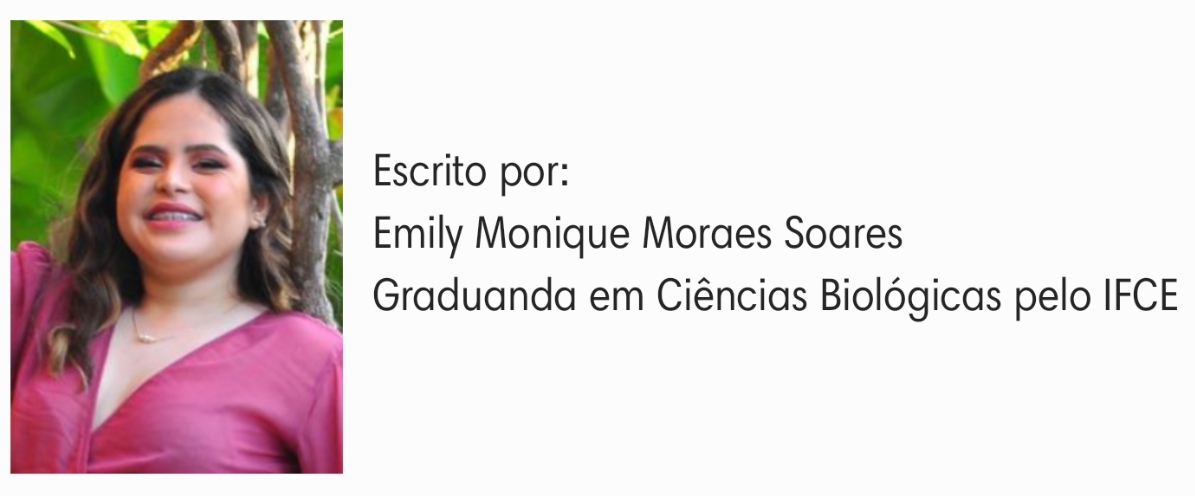 Escrito por:
Emily Monique Moraes Soares
Graduanda em Ciências Biológicas pelo IFCE